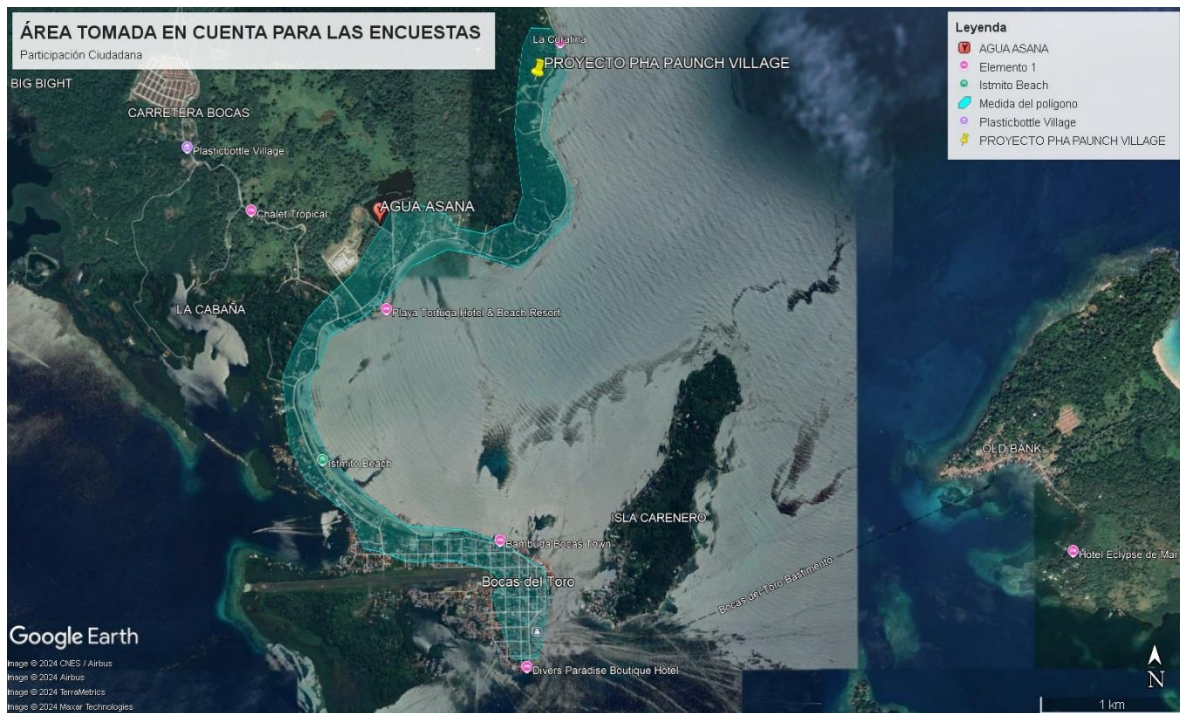 ÁREA TOMADA EN CUENTA PARA LAS ENCUESTAS
Participación Ciudadana
Leyenda
AGUA ASANA
Elemento 1
Istmito Beach
Medida del polígono
Plasticbottle Village
PROYECTO PHA PAUNCH VILLAGE
La Coralina
PROYECTO PHA PAUNCH VILLAGE
BIG BIGHT
CARRETERA BOCAS
Plasticbottle Village
AGUA ASANA
Chalet Tropical
LA CABAÑA
Playa Tortuga Hotel & Beach Resort
OLD BANK
Istmito Beach
ISLA CARENERO
Bambuda Bocas Town
Hotel Eclypse de Mar
Bocas del Toro
Bocas del Toro Bastimento
Divers Paradise Boutique Hotel
Google Earth
Image © 2024 CNES / Airbus
Image © 2024 Airbus
Image © 2024 TerraMetrics
Image © 2024 Maxar Technologies
N
1 km